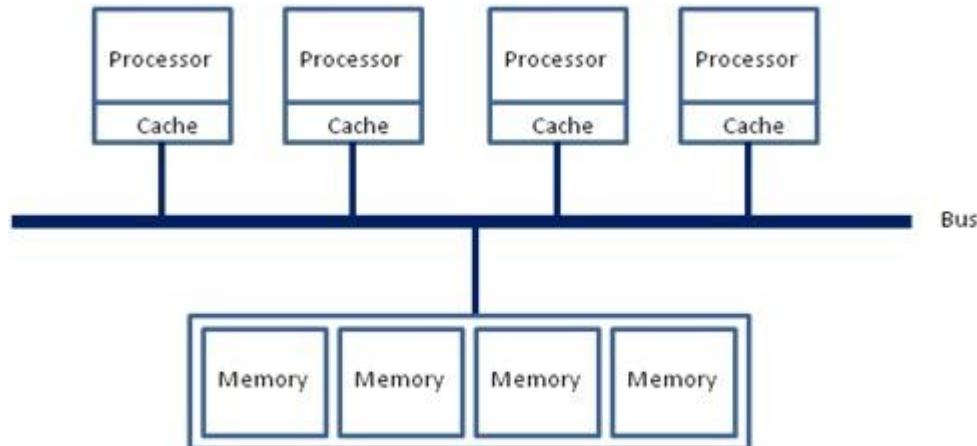 Processor
Processor
Processor
Processor
Cache
Cache
Cache
Cache
Bus
Memory
Memory
Memory
Memory